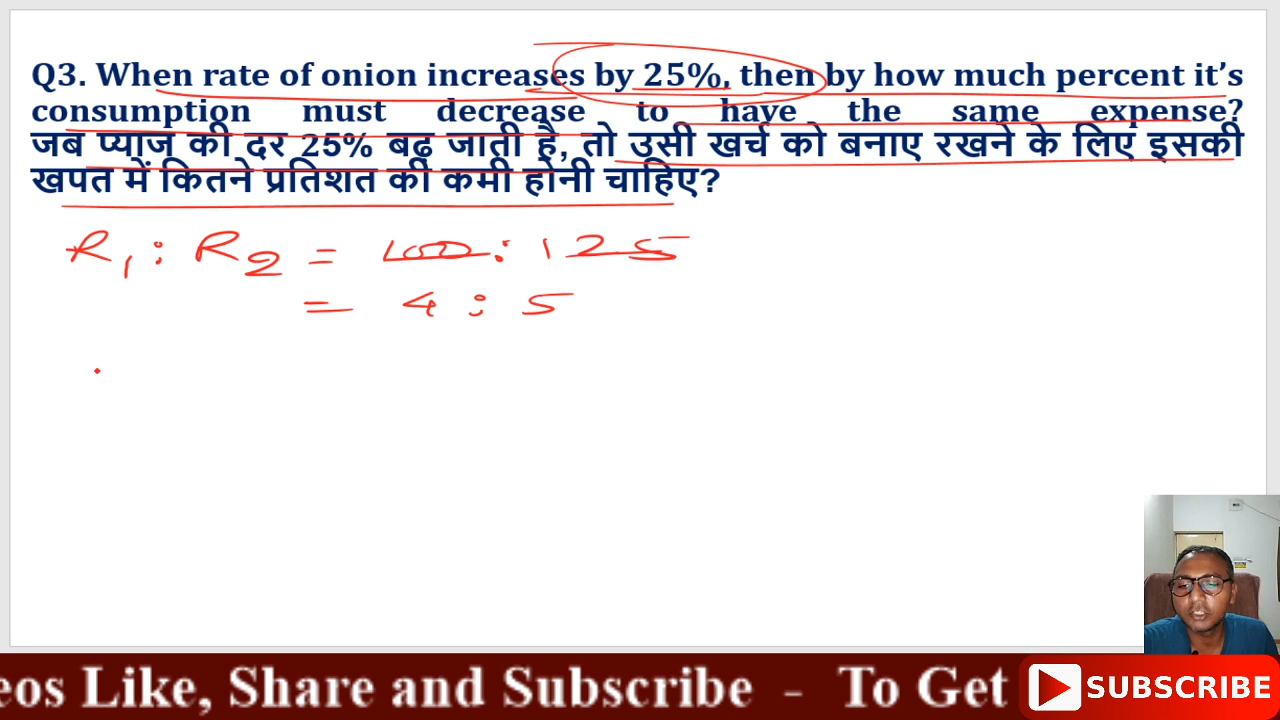 Q3. When rate of onion increases by 25%, then by how much percent it’s
consumption must decrease to have the same expense?
जब प्याज की दर 25% बढ़ जाती है, तो उसी खर्च को बनाए रखने के लिए इसकी
खपत में कितने प्रतिशत की कमी होनी चाहिए?
R1 : R2 = 100 : 125
= 4 : 5
eos Like, Share and Subscribe - To Get
SUBSCRIBE